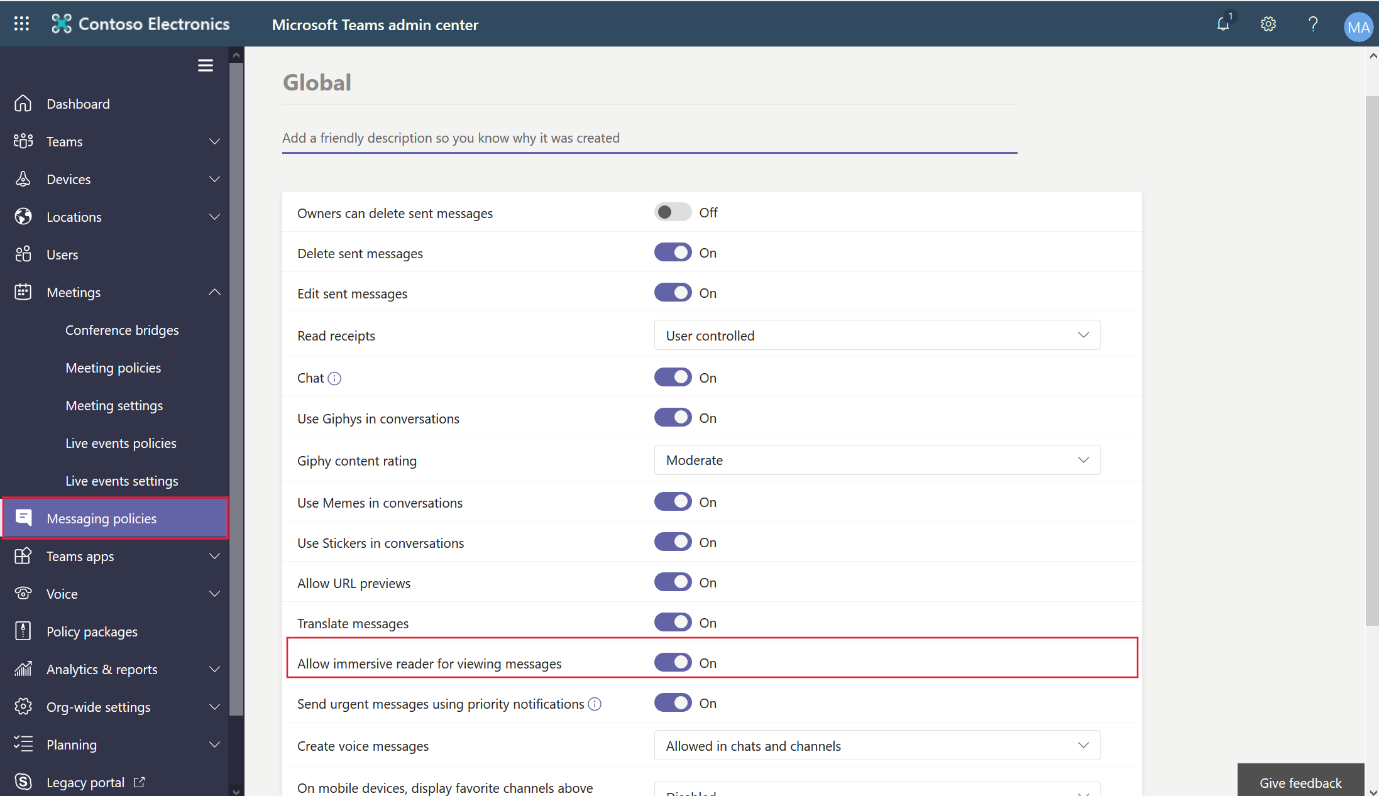 Contoso Electronics
Microsoft Teams admin center
1
MA
Dashboard
Teams
Devices
Locations
Users
Meetings
Conference bridges
Meeting policies
Meeting settings
Live events policies
Live events settings
Messaging policies
Teams apps
Voice
Policy packages
Analytics & reports
Org-wide settings
Planning
Legacy portal
Global
Add a friendly description so you know why it was created
Owners can delete sent messages Off
Delete sent messages On
Edit sent messages On
Read receipts User controlled
Chat On
Use Giphys in conversations On
Giphy content rating Moderate
Use Memes in conversations On
Use Stickers in conversations On
Allow URL previews On
Translate messages On
Allow immersive reader for viewing messages On
Send urgent messages using priority notifications On
Create voice messages Allowed in chats and channels
On mobile devices, display favorite channels above
Disabled
Give feedback